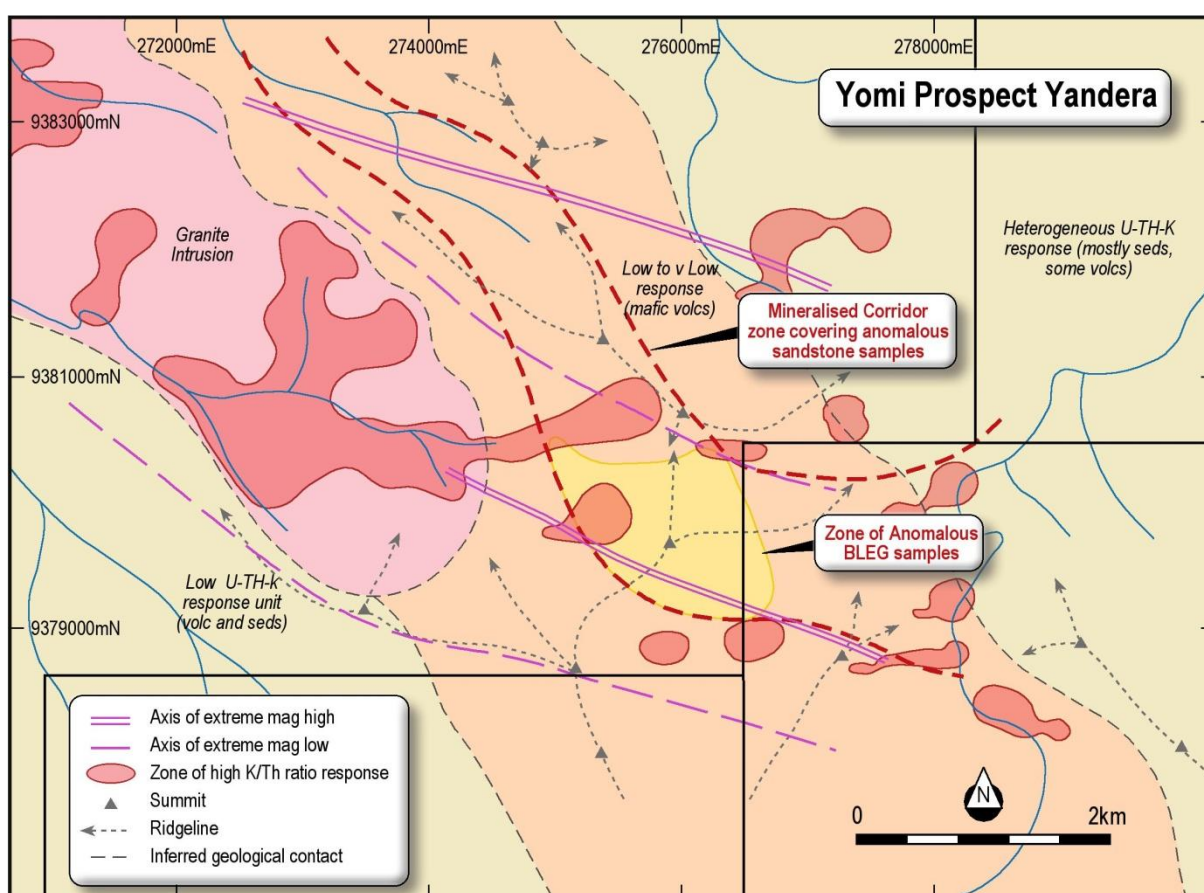 272000mE
274000mE
276000mE
278000mE
Yomi Prospect Yandera
9383000mN
Granite
Intrusion
Heterogeneous U-TH-K
response (mostly seds,
some volcs)
Low to v Low
response
(mafic volcs)
Mineralised Corridor
zone covering anomalous
sandstone samples
9381000mN
Zone of Anomalous
BLEG samples
Low U-TH-k
response unit
(volc and seds)
9379000mN
Axis of extreme mag high
Axis of extreme mag low
Zone of high K/Th ratio response
Summit
Ridgeline
Inferred geological contact
N
0
2km